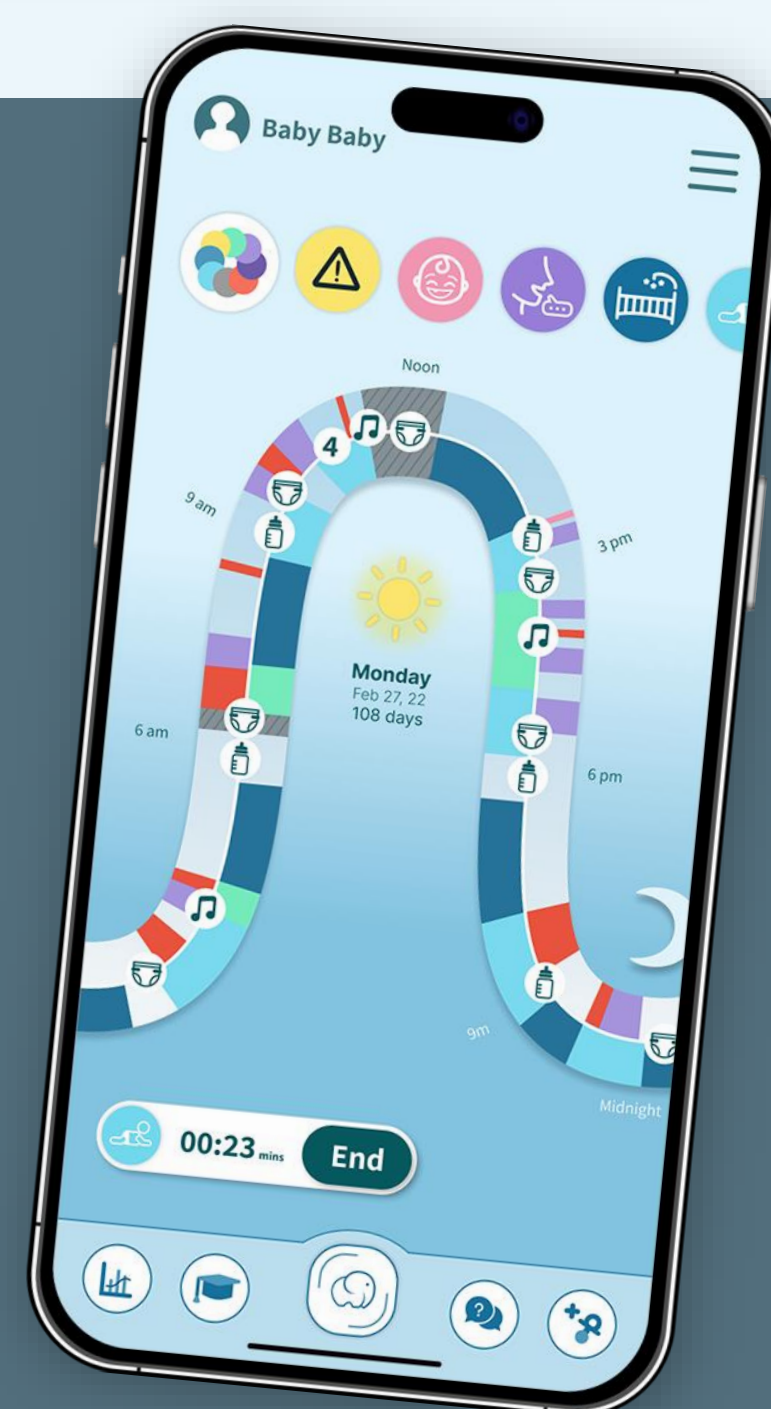 Baby Baby
Noon
4
9 am
3 pm
Monday
Feb 27, 22
108 days
6 am
6 pm
9m
Midnight
00:23 mins
End